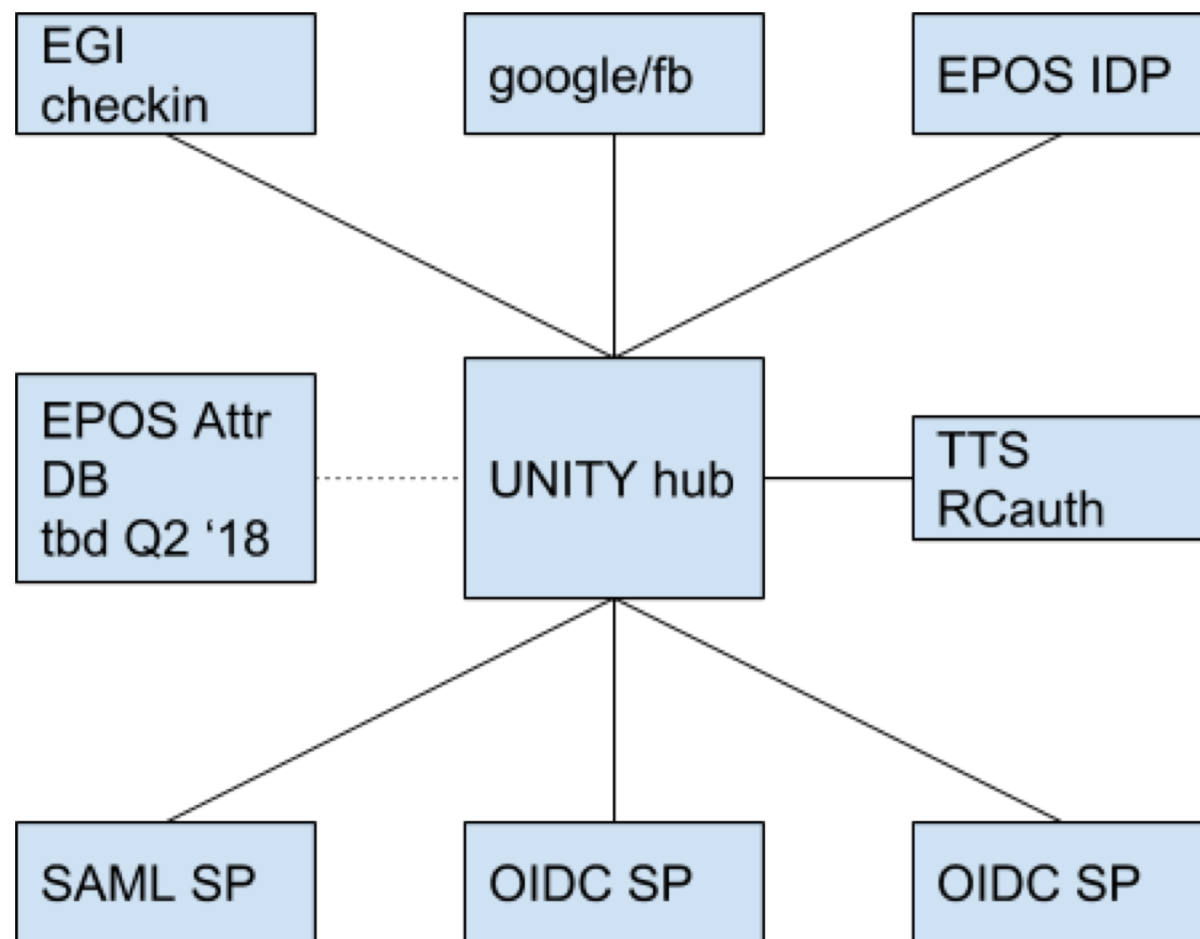 EGI
checkin
google/fb
EPOS IDP
EPOS Attr
DB
tbd Q2 ‘18
UNITY hub
TTS
RCauth
SAML SP
OIDC SP
OIDC SP